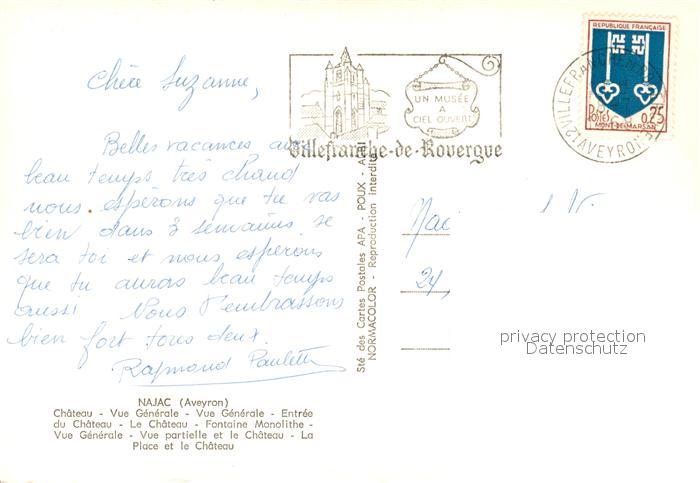 Chère Suzanne,
Belles vacances au
beau temps très chaud
nous espérons que tu vas
bien dans 3 semaines se
sera toi et nous espérons
que tu auras beau temps
aussi Nous t'embrassons
bien fort tous deux.
Raymond Paulette
NAJAC (Aveyron)
Château - Vue Générale - Vue Générale - Entrée
du Château - Le Château - Fontaine Monolithe -
Vue Générale - Vue partielle et le Château - La
Place et le Château
UN MUSÉE
A
CIEL OUVERT
Villefranche-de-Rouergue
Sté des Cartes Postales APA - POUX - Albi
NORMACOLOR - Reproduction interdite
REPUBLIQUE FRANÇAISE
POSTES 0,25
MONT-DE-MARSAN
AVEYRON
24,
privacy protection
Datenschutz